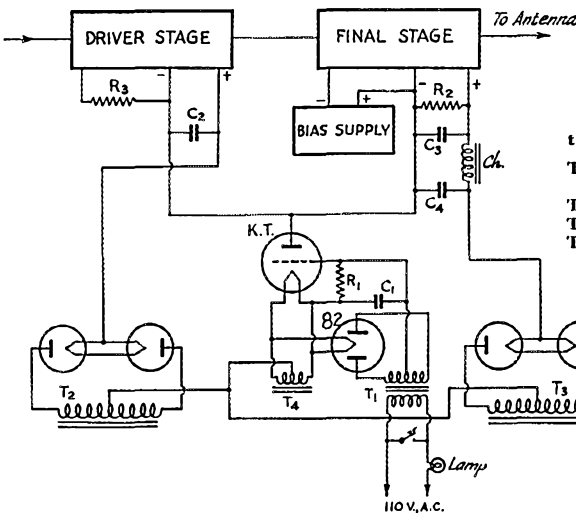 To Antenna
DRIVER STAGE
FINAL STAGE
R3
-
+
C2
-
+
BIAS SUPPLY
-
+
R2
C3
Ch.
C4
t
T
T
T
T
K.T.
R1
C1
82
T2
T4
T1
T3
Lamp
110 V., A.C.